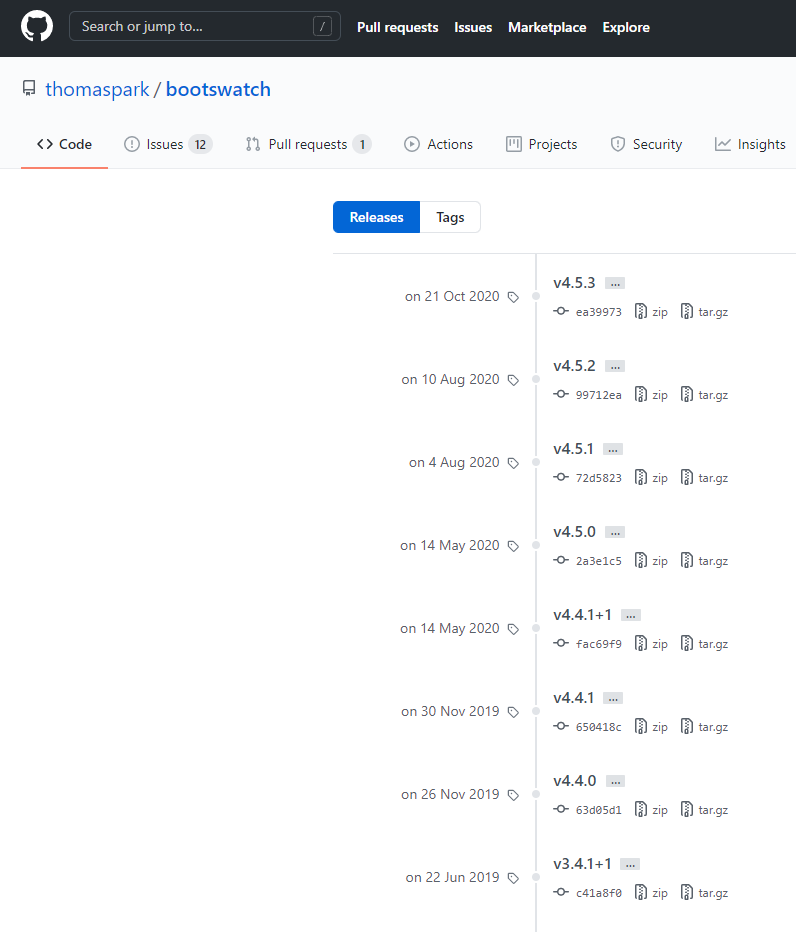 Search or jump to... / Pull requests Issues Marketplace Explore
thomaspark / bootswatch
Code Issues 12 Pull requests 1 Actions Projects Security Insights
Releases Tags
v4.5.3 ...
on 21 Oct 2020
ea39973 zip tar.gz
v4.5.2 ...
on 10 Aug 2020
99712ea zip tar.gz
v4.5.1 ...
on 4 Aug 2020
72d5823 zip tar.gz
v4.5.0 ...
on 14 May 2020
2a3e1c5 zip tar.gz
v4.4.1+1 ...
on 14 May 2020
fac69f9 zip tar.gz
v4.4.1 ...
on 30 Nov 2019
650418c zip tar.gz
v4.4.0 ...
on 26 Nov 2019
63d05d1 zip tar.gz
v3.4.1+1 ...
on 22 Jun 2019
c41a8f0 zip tar.gz